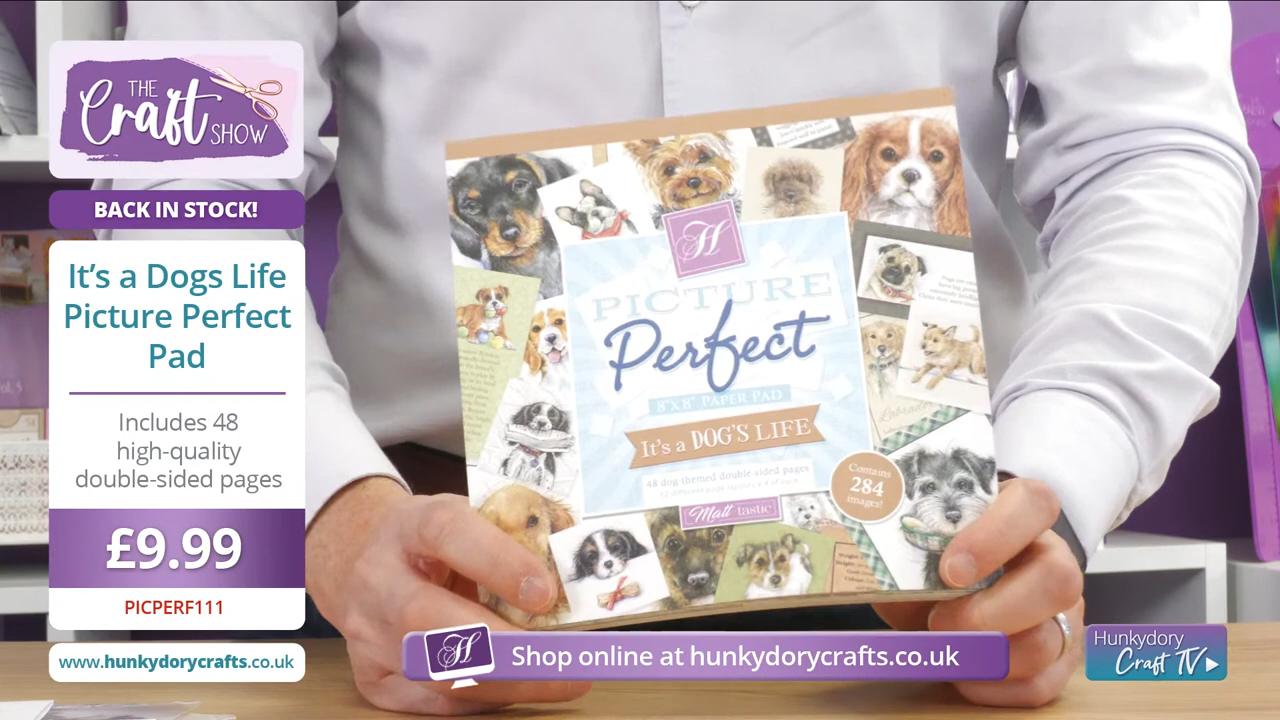 THE
Craft
SHOW
BACK IN STOCK!
It's a Dogs Life
Picture Perfect
Pad
Includes 48
high-quality
double-sided pages
£9.99
PICPERF111
www.hunkydorycrafts.co.uk
H
PICTURE
Perfect
8"X8" PAPER PAD
It's a DOG'S LIFE
48 dog themed double-sided pages
Contains
284
images!
Matt tastic
Labrador
H
Shop online at hunkydorycrafts.co.uk
Hunkydory
Craft TV